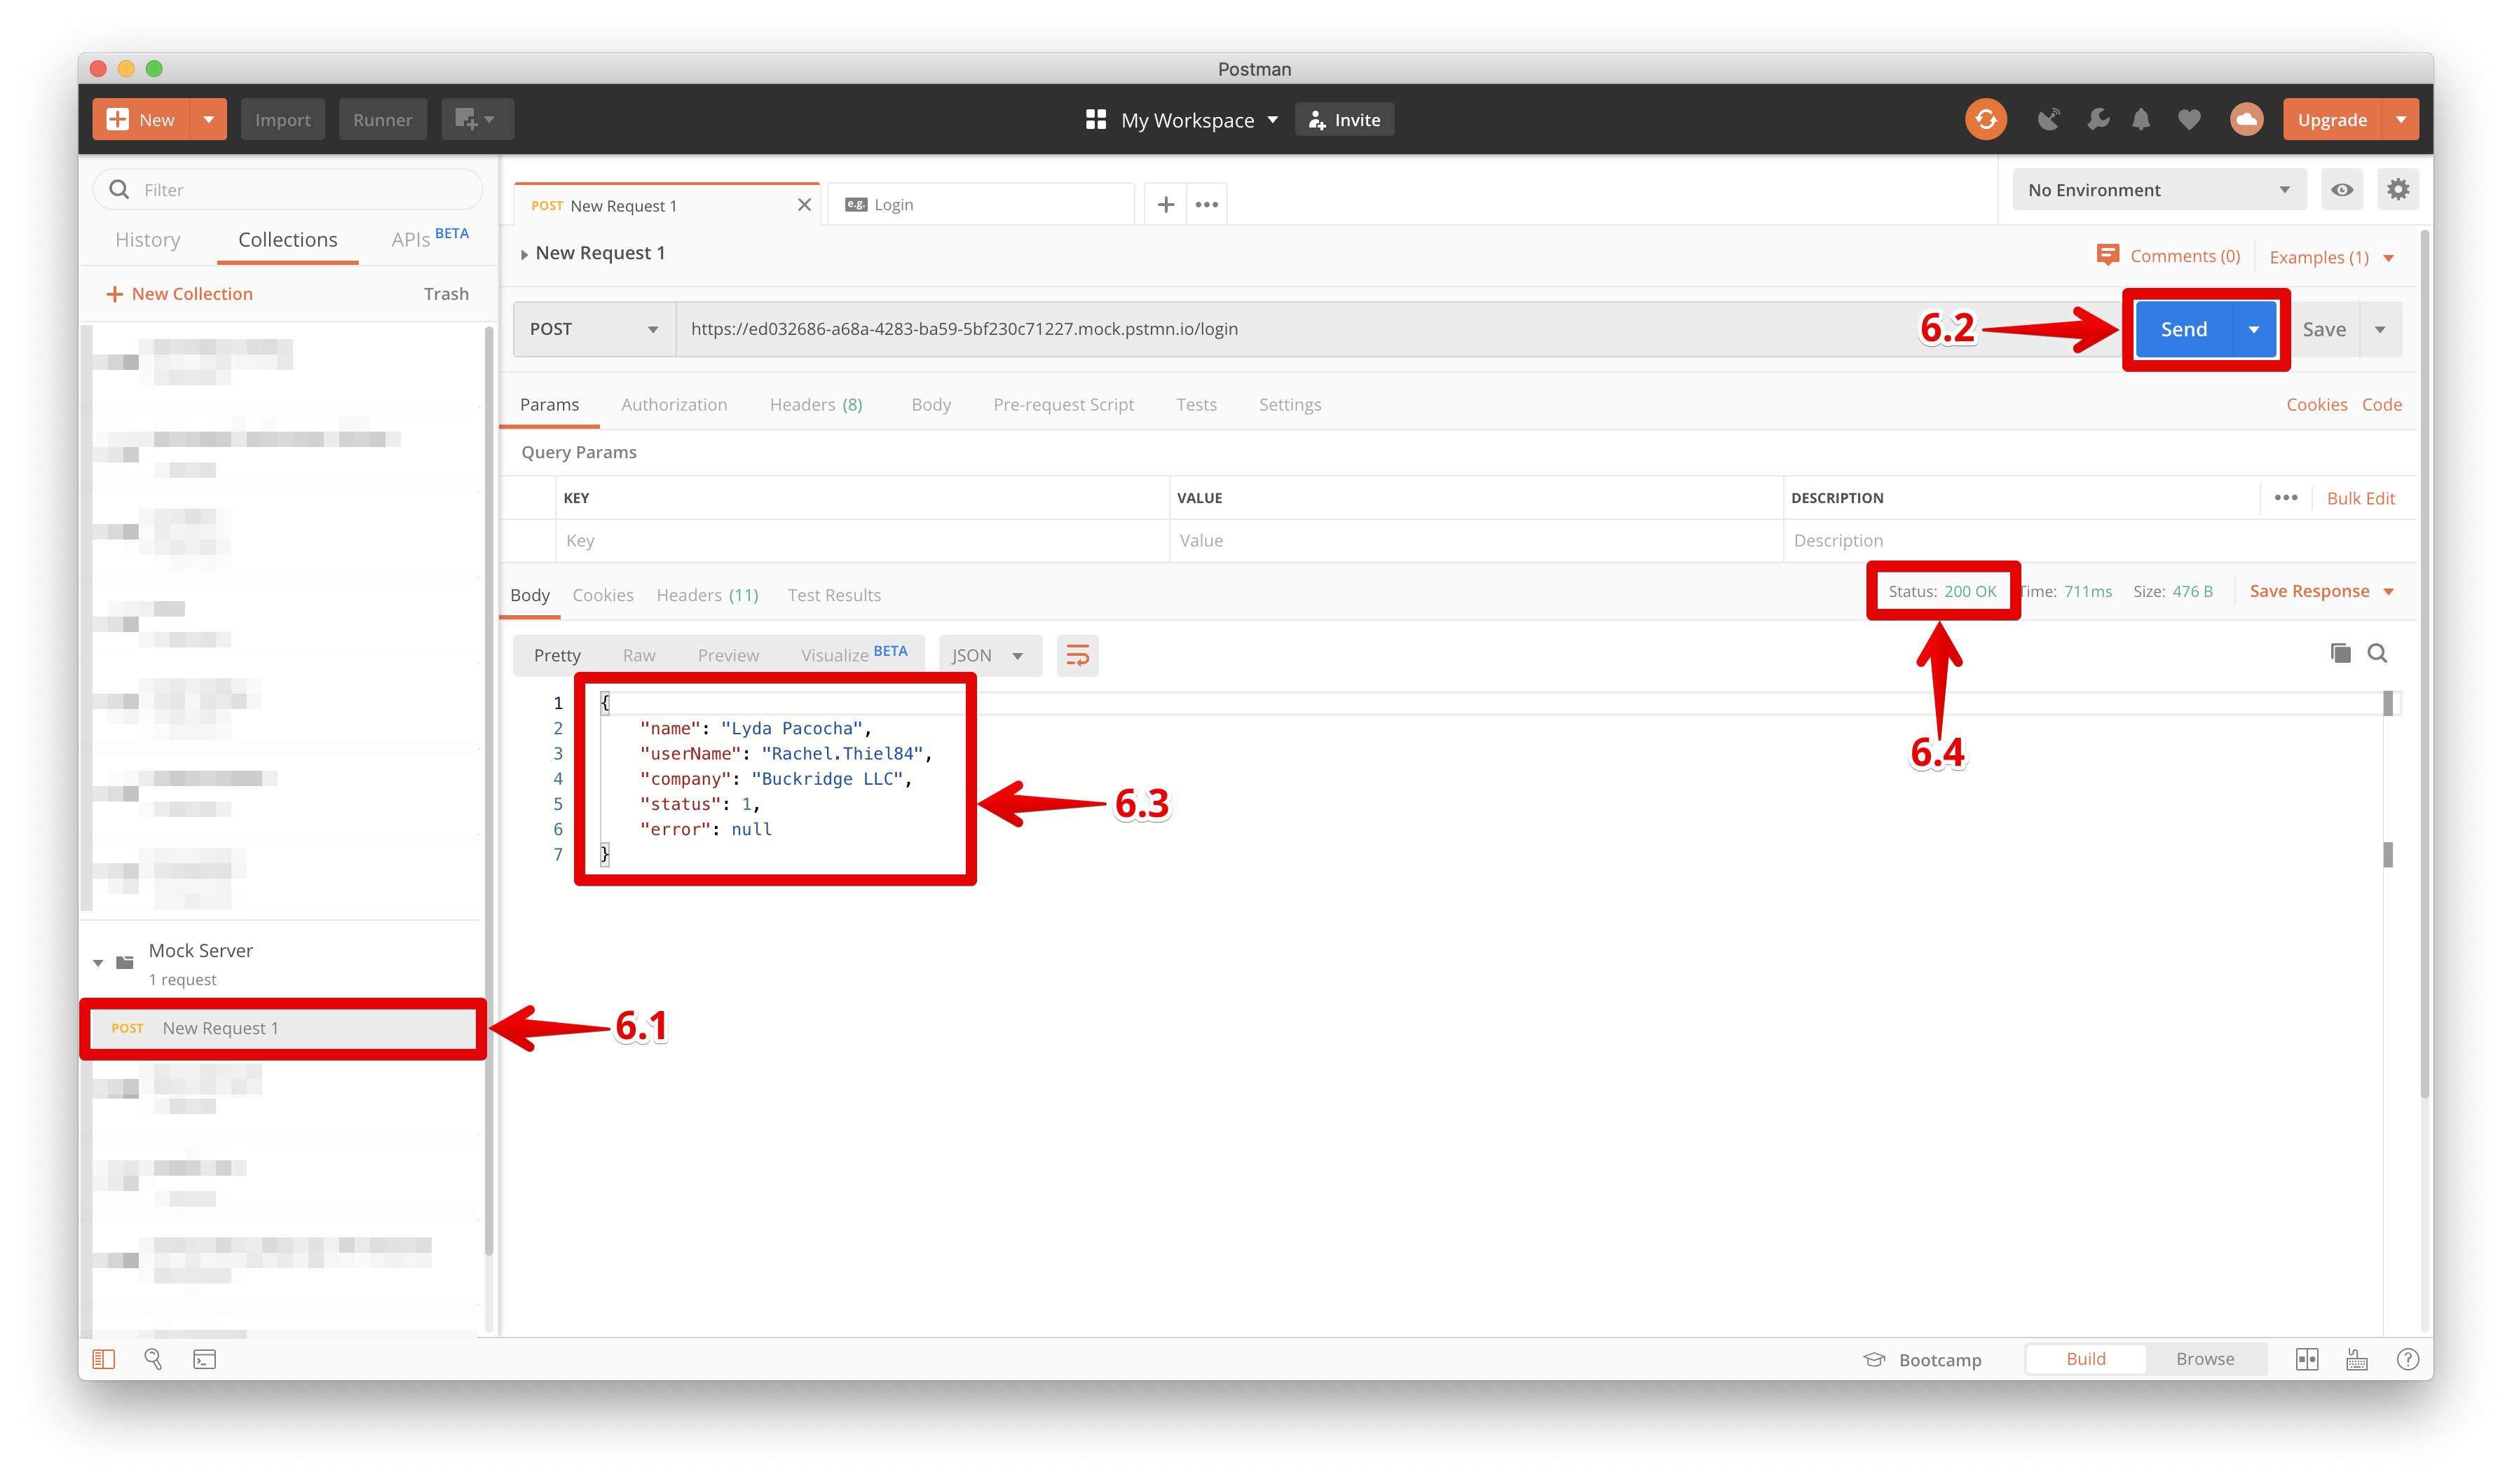 Postman
New
Import
Runner
My Workspace
Invite
Upgrade
Filter
History
Collections
APIs BETA
New Collection
Trash
POST New Request 1
e.g. Login
No Environment
New Request 1
Comments (0)
Examples (1)
POST
https://ed032686-a68a-4283-ba59-5bf230c71227.mock.pstmn.io/login
6.2
Send
Save
Params
Authorization
Headers (8)
Body
Pre-request Script
Tests
Settings
Cookies
Code
Query Params
KEY
VALUE
DESCRIPTION
Bulk Edit
Key
Value
Description
Body
Cookies
Headers (11)
Test Results
Status: 200 OK
Time: 711ms
Size: 476 B
Save Response
6.4
Pretty
Raw
Preview
Visualize BETA
JSON
1 {
2 "name": "Lyda Pacocha",
3 "userName": "Rachel.Thiel84",
4 "company": "Buckridge LLC",
5 "status": 1,
6 "error": null
7 }
6.3
Mock Server
1 request
POST New Request 1
6.1
Bootcamp
Build
Browse